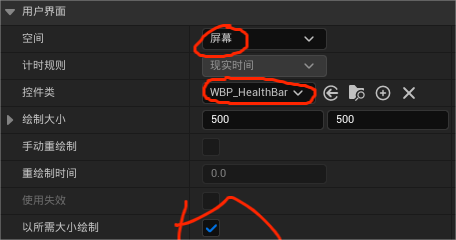 用户界面
空间 屏幕
计时规则 现实时间
控件类 WBP_HealthBar
绘制大小 500 500
手动重绘制
重绘制时间 0.0
使用失效
以所需大小绘制